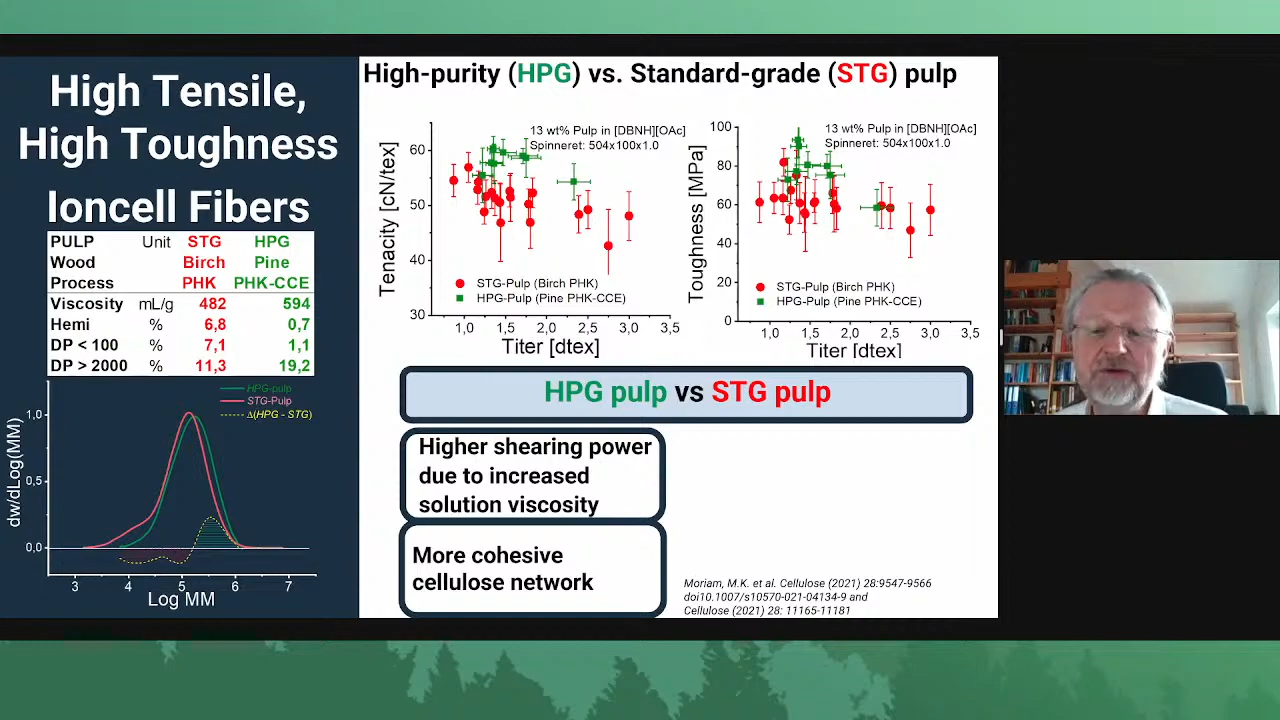 High Tensile,
High Toughness
Ioncell Fibers
PULP Unit STG HPG
Wood Birch Pine
Process PHK PHK-CCE
Viscosity mL/g 482 594
Hemi % 6,8 0,7
DP < 100 % 7,1 1,1
DP > 2000 % 11,3 19,2
HPG-pulp
STG-Pulp
Δ(HPG - STG)
dw/dLog(MM)
1,0
0,5
0,0
3 4 5 6 7
Log MM
High-purity (HPG) vs. Standard-grade (STG) pulp
13 wt% Pulp in [DBNH][OAc]
Spinneret: 504x100x1.0
Tenacity [cN/tex]
60
50
40
30
STG-Pulp (Birch PHK)
HPG-Pulp (Pine PHK-CCE)
1,0 1,5 2,0 2,5 3,0 3,5
Titer [dtex]
13 wt% Pulp in [DBNH][OAc]
Spinneret: 504x100x1.0
Toughness [MPa]
100
80
60
40
20
0
STG-Pulp (Birch PHK)
HPG-Pulp (Pine PHK-CCE)
1,0 1,5 2,0 2,5 3,0 3,5
Titer [dtex]
HPG pulp vs STG pulp
Higher shearing power
due to increased
solution viscosity
More cohesive
cellulose network
Moriam, M.K. et al. Cellulose (2021) 28:9547-9566
doi10.1007/s10570-021-04134-9 and
Cellulose (2021) 28: 11165-11181